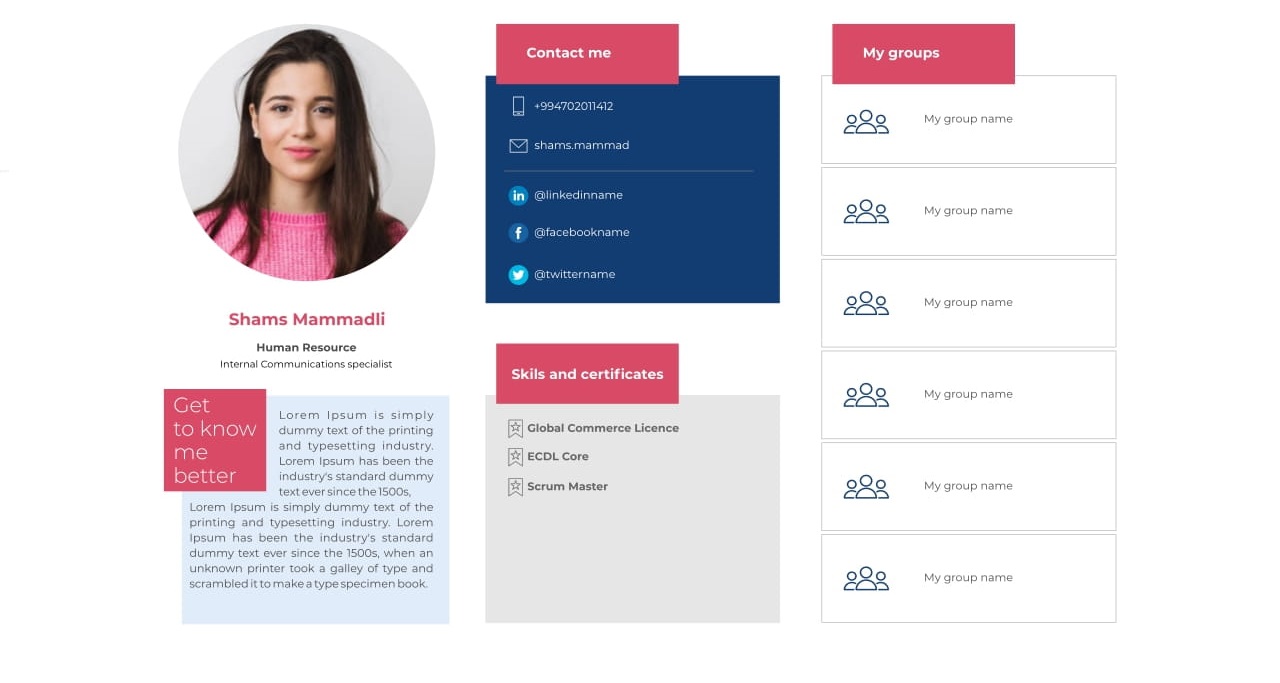 Shams Mammadli
Human Resource
Internal Communications specialist
Get
to know
me
better
Lorem Ipsum is simply
dummy text of the printing
and typesetting industry.
Lorem Ipsum has been the
industry's standard dummy
text ever since the 1500s,
Lorem Ipsum is simply dummy text of the
printing and typesetting industry. Lorem
Ipsum has been the industry's standard
dummy text ever since the 1500s, when an
unknown printer took a galley of type and
scrambled it to make a type specimen book.
Contact me
+994702011412
shams.mammad
in
@linkedinname
f
@facebookname
@twittername
Skils and certificates
Global Commerce Licence
ECDL Core
Scrum Master
My groups
My group name
My group name
My group name
My group name
My group name
My group name